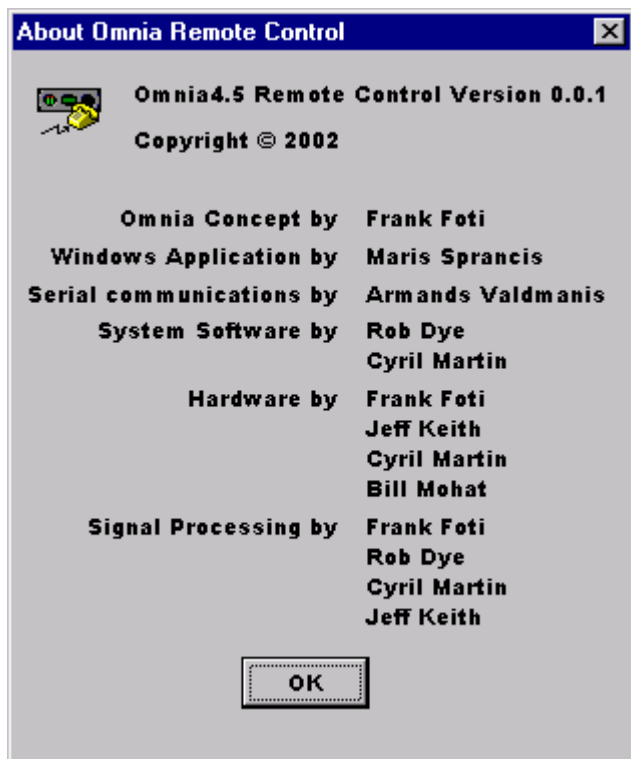 About Omnia Remote Control
Omnia4.5 Remote Control Version 0.0.1
Copyright © 2002
Omnia Concept by Frank Foti
Windows Application by Maris Sprancis
Serial communications by Armands Valdmanis
System Software by Rob Dye
Cyril Martin
Hardware by Frank Foti
Jeff Keith
Cyril Martin
Bill Mohat
Signal Processing by Frank Foti
Rob Dye
Cyril Martin
Jeff Keith
OK